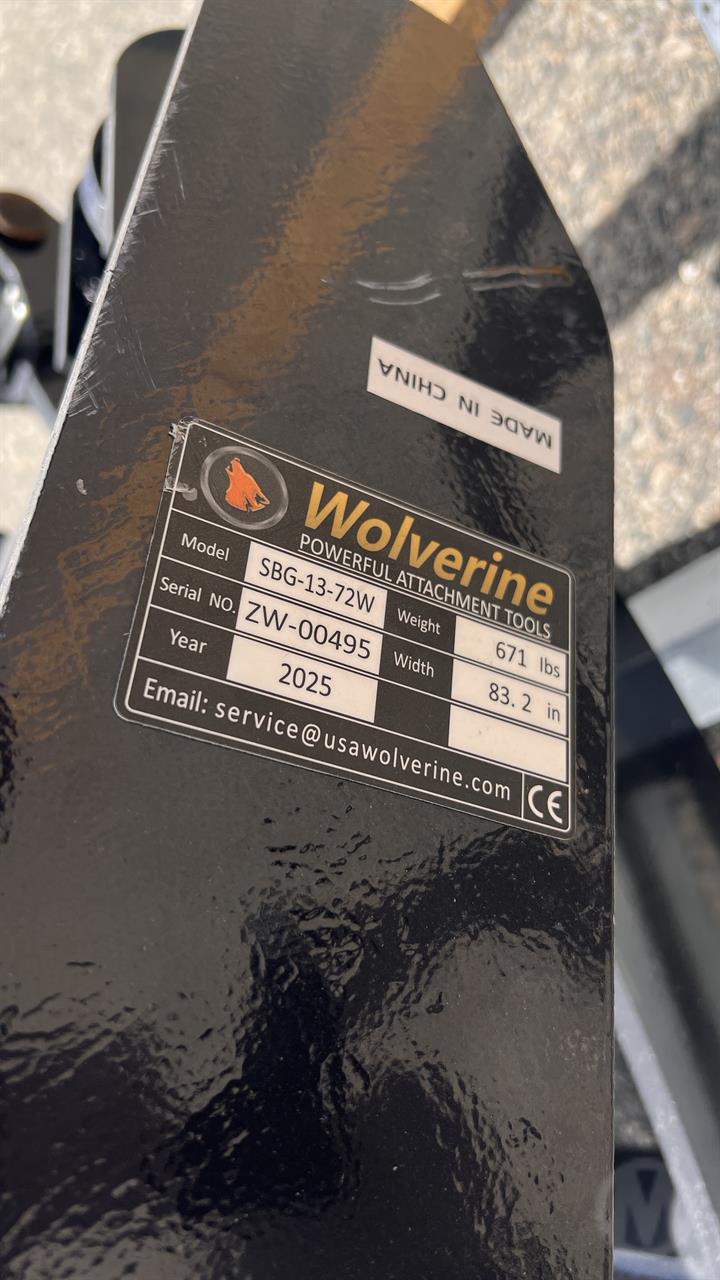 MADE IN CHINA
Wolverine
POWERFUL ATTACHMENT TOOLS
Model SBG-13-72W Weight 671 lbs
Serial NO. ZW-00495 Width 83.2 in
Year 2025
Email: service@usawolverine.com CE
M